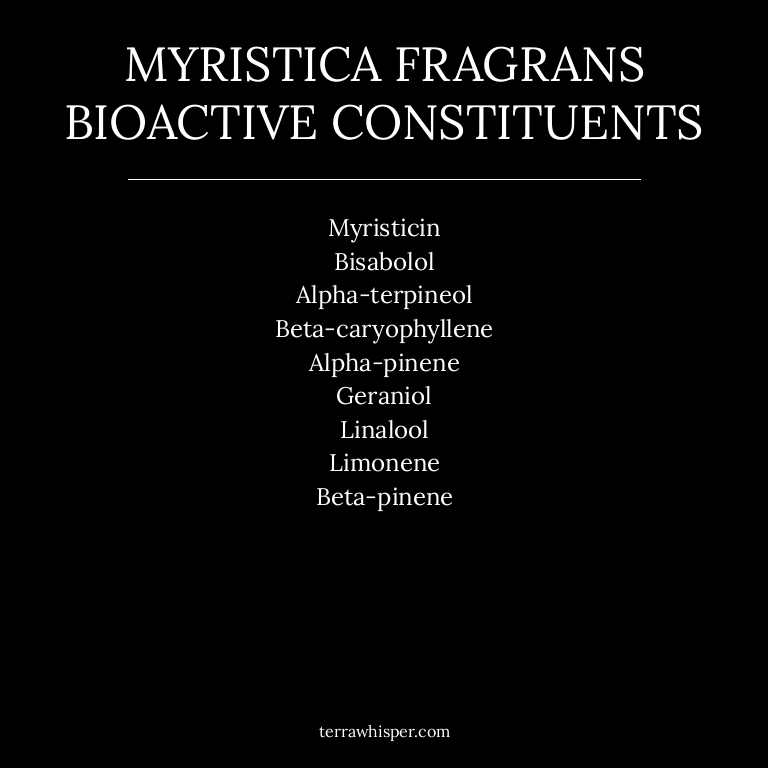 MYRISTICA FRAGRANS
BIOACTIVE CONSTITUENTS
Myristicin
Bisabolol
Alpha-terpineol
Beta-caryophyllene
Alpha-pinene
Geraniol
Linalool
Limonene
Beta-pinene
terrawhisper.com